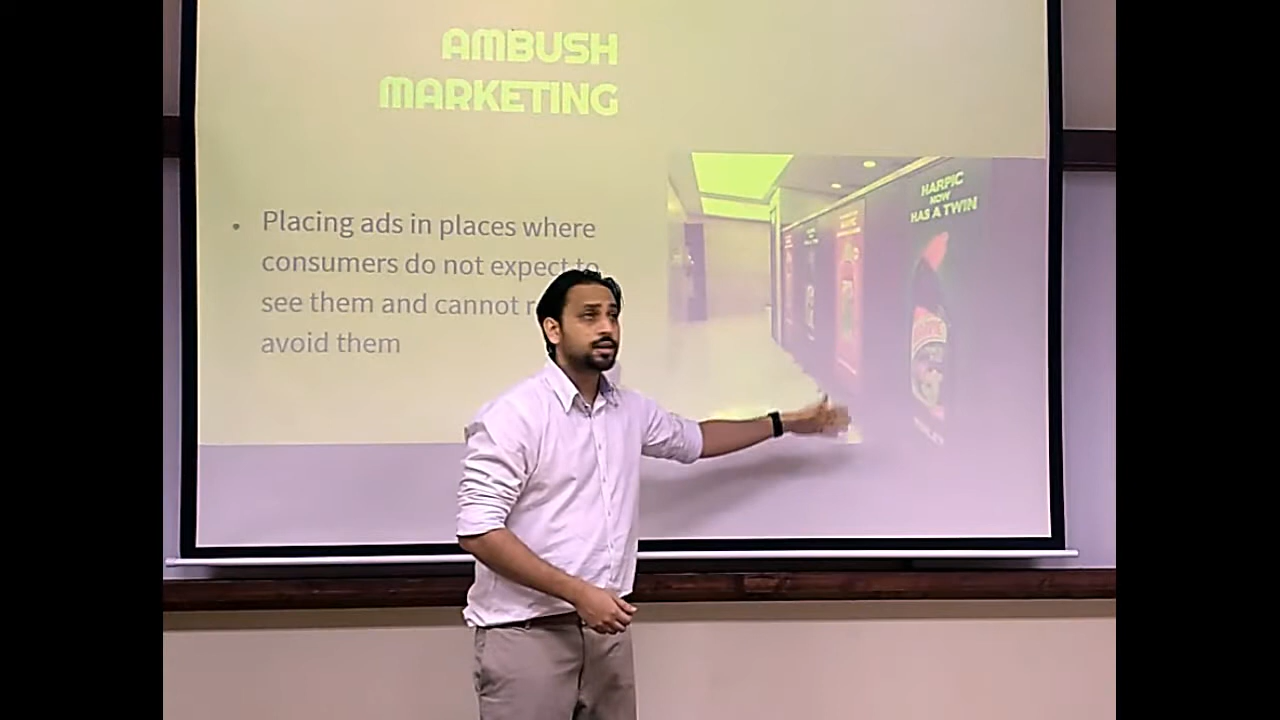 AMBUSH
MARKETING
• Placing ads in places where
consumers do not expect to
see them and cannot
avoid them
HARPIC
NOW
HAS A TWIN